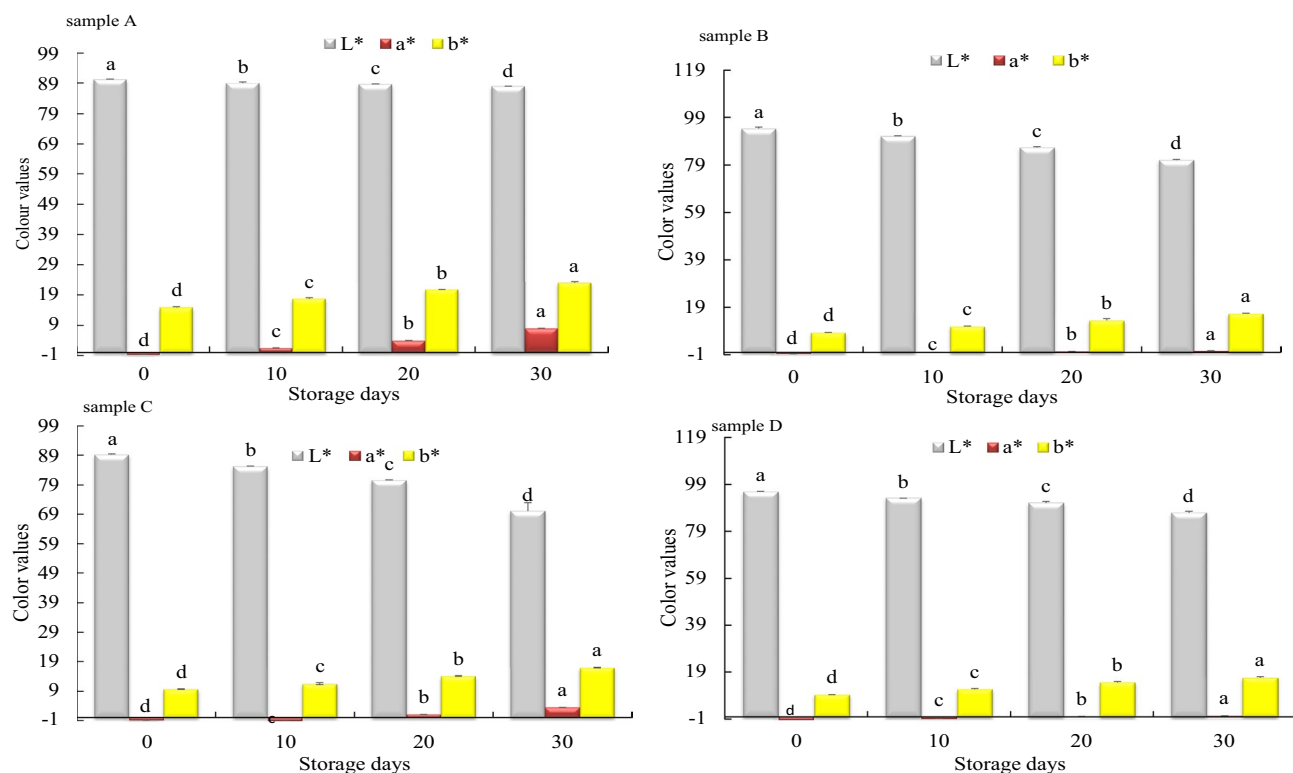 sample A
L* a* b*
Colour values
99
89
79
69
59
49
39
29
19
9
-1
a b c d
d c b a
d c b a
0 10 20 30
Storage days
sample B
L* a* b*
Color values
119
99
79
59
39
19
-1
a b c d
d c b a
d c b a
0 10 20 30
Storage days
sample C
L* a* b*
Color values
99
89
79
69
59
49
39
29
19
9
-1
a b c d
d c b a
d c b a
0 10 20 30
Storage days
sample D
L* a* b*
Color values
119
99
79
59
39
19
-1
a b c d
d c b a
d c b a
0 10 20 30
Storage days